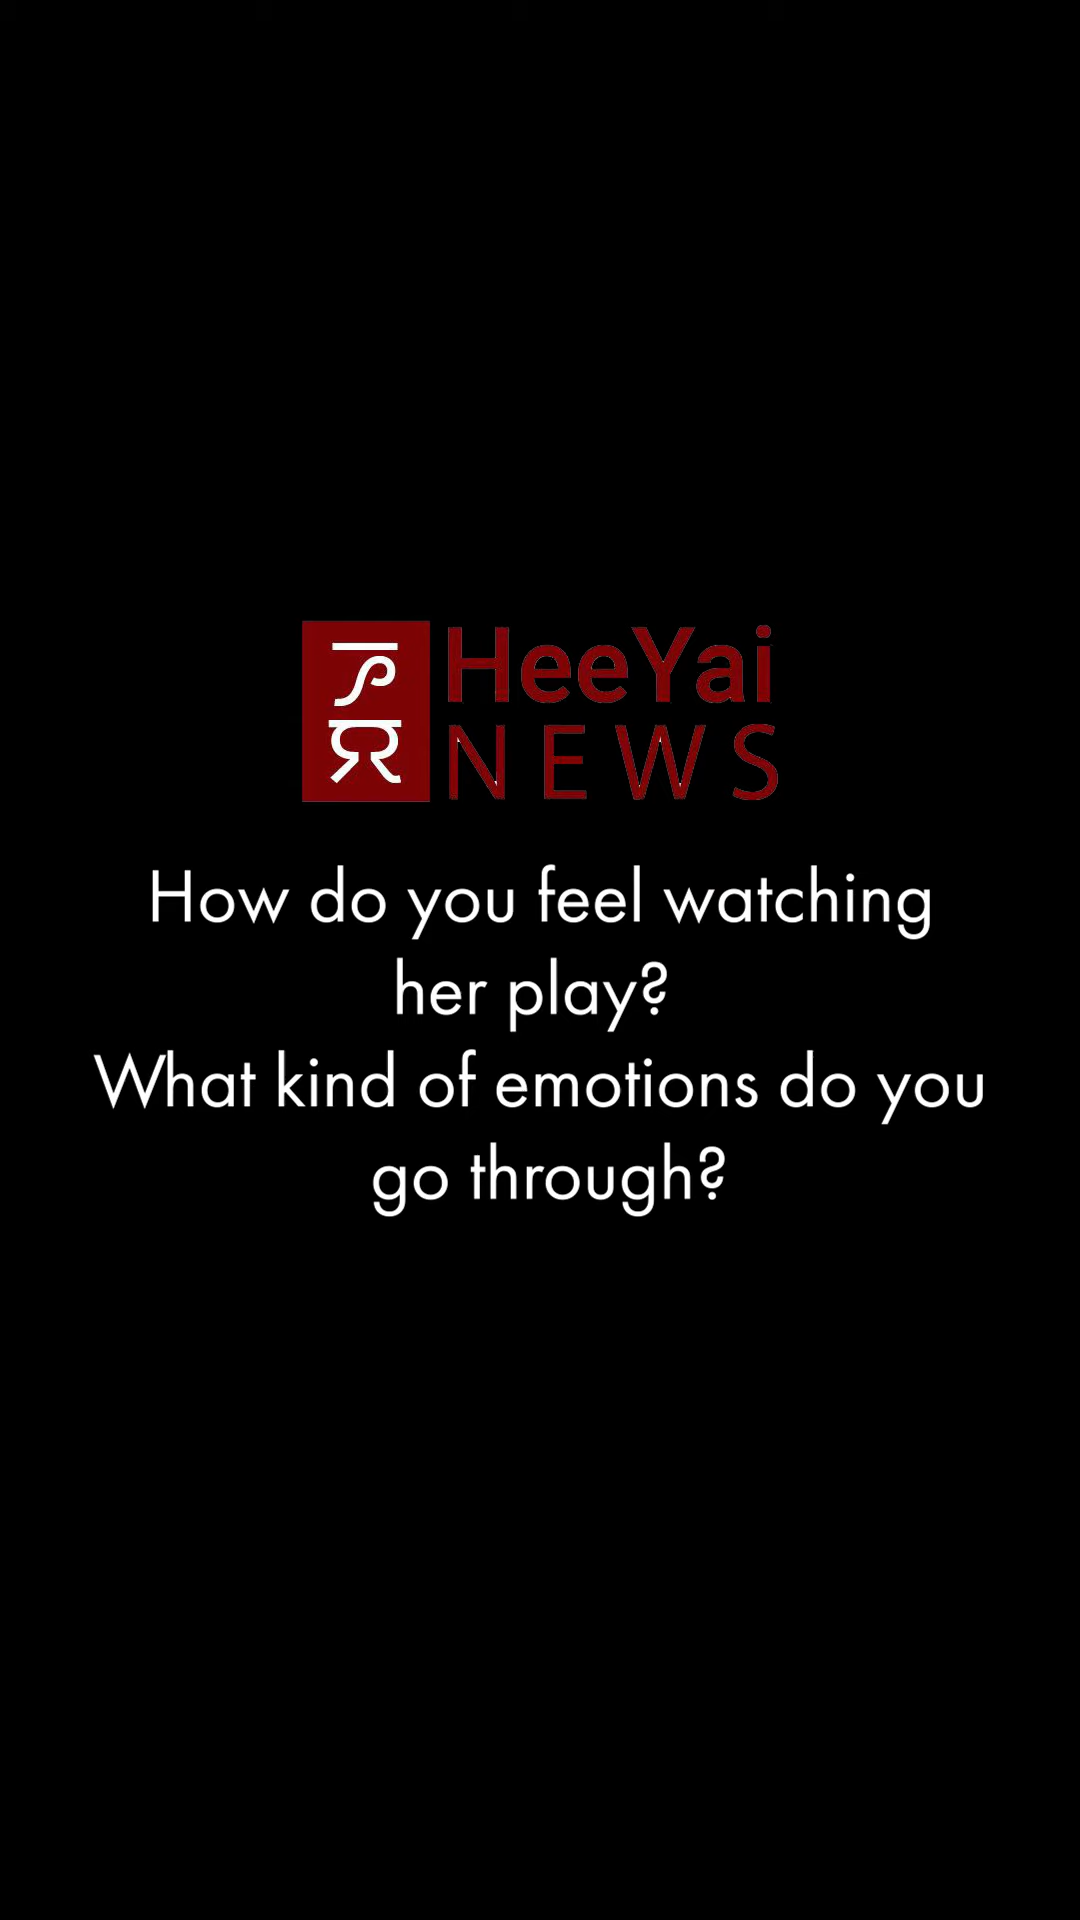 HeeYai
NEWS
How do you feel watching
her play?
What kind of emotions do you
go through?